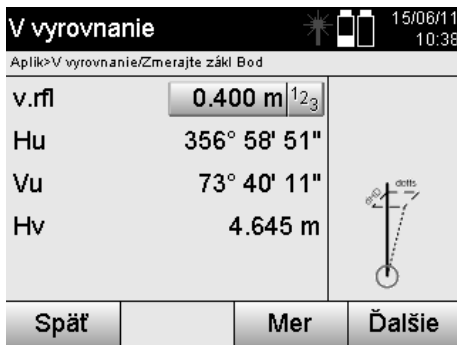 V vyrovnanie
15/06/11
10:38
Aplik>V vyrovnanie/Zmerajte zákl Bod
v.rfl 0.400 m 123
Hu 356° 58' 51"
Vu 73° 40' 11"
Hv 4.645 m
dotfs
Späť Mer Ďalšie